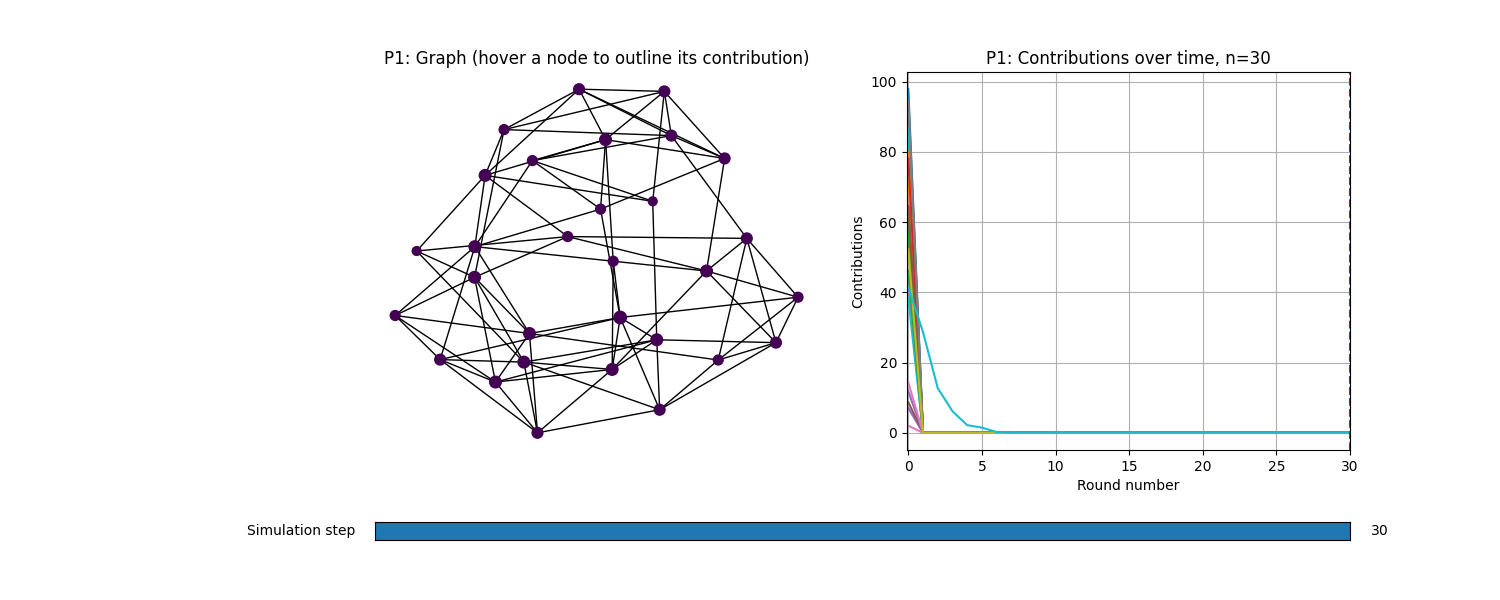 P1: Graph (hover a node to outline its contribution)
P1: Contributions over time, n=30
100
80
60
40
20
0
Contributions
0 5 10 15 20 25 30
Round number
Simulation step 30